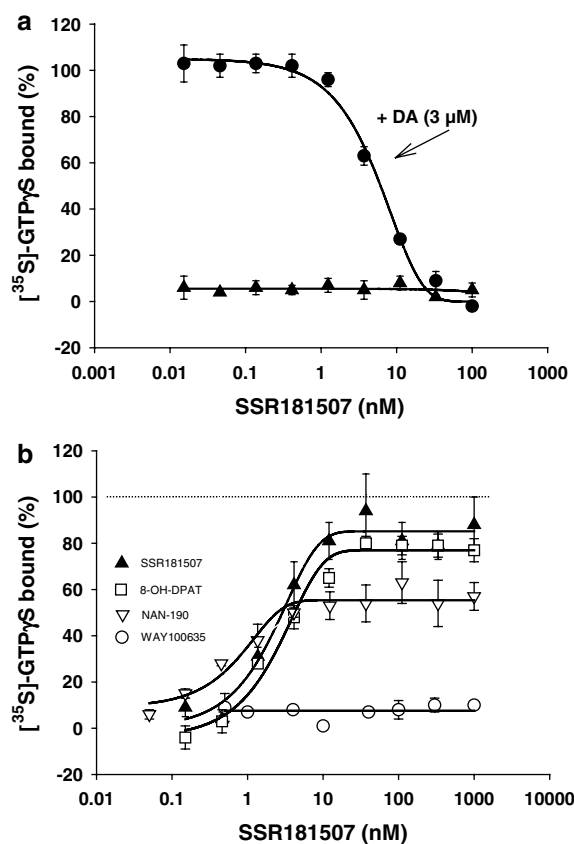 a
120
100
80
60
40
20
0
-20
[³⁵S]-GTPγS bound (%)
+ DA (3 µM)
0.001 0.01 0.1 1 10 100 1000
SSR181507 (nM)
b
120
100
80
60
40
20
0
-20
[³⁵S]-GTPγS bound (%)
SSR181507
8-OH-DPAT
NAN-190
WAY100635
0.01 0.1 1 10 100 1000 10000
SSR181507 (nM)